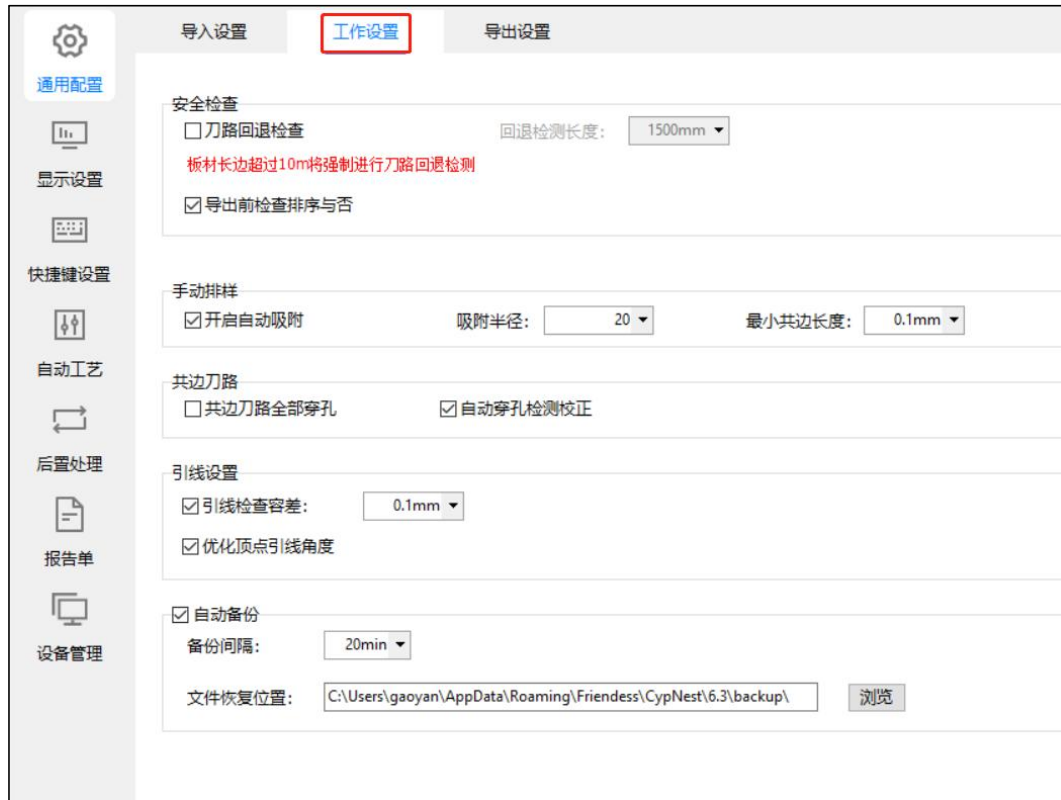 导入设置 工作设置 导出设置
通用配置
显示设置
快捷键设置
自动工艺
后置处理
报告单
设备管理
安全检查
刀路回退检查 回退检测长度： 1500mm
板材长边超过10m将强制进行刀路回退检测
导出前检查排序与否
手动排样
开启自动吸附 吸附半径： 20 最小共边长度： 0.1mm
共边刀路
共边刀路全部穿孔 自动穿孔检测校正
引线设置
引线检查容差： 0.1mm
优化顶点引线角度
自动备份
备份间隔： 20min
文件恢复位置： C:\Users\gaoyan\AppData\Roaming\Friendess\CypNest\6.3\backup\ 浏览